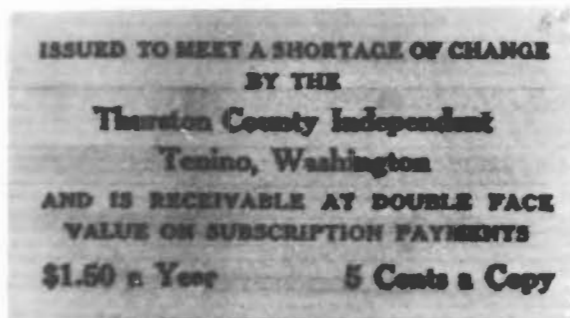 ISSUED TO MEET A SHORTAGE OF CHANGE
BY THE
Thurston County Independent
Tenino, Washington
AND IS RECEIVABLE AT DOUBLE FACE
VALUE ON SUBSCRIPTION PAYMENTS
$1.50 a Year 5 Cents a Copy